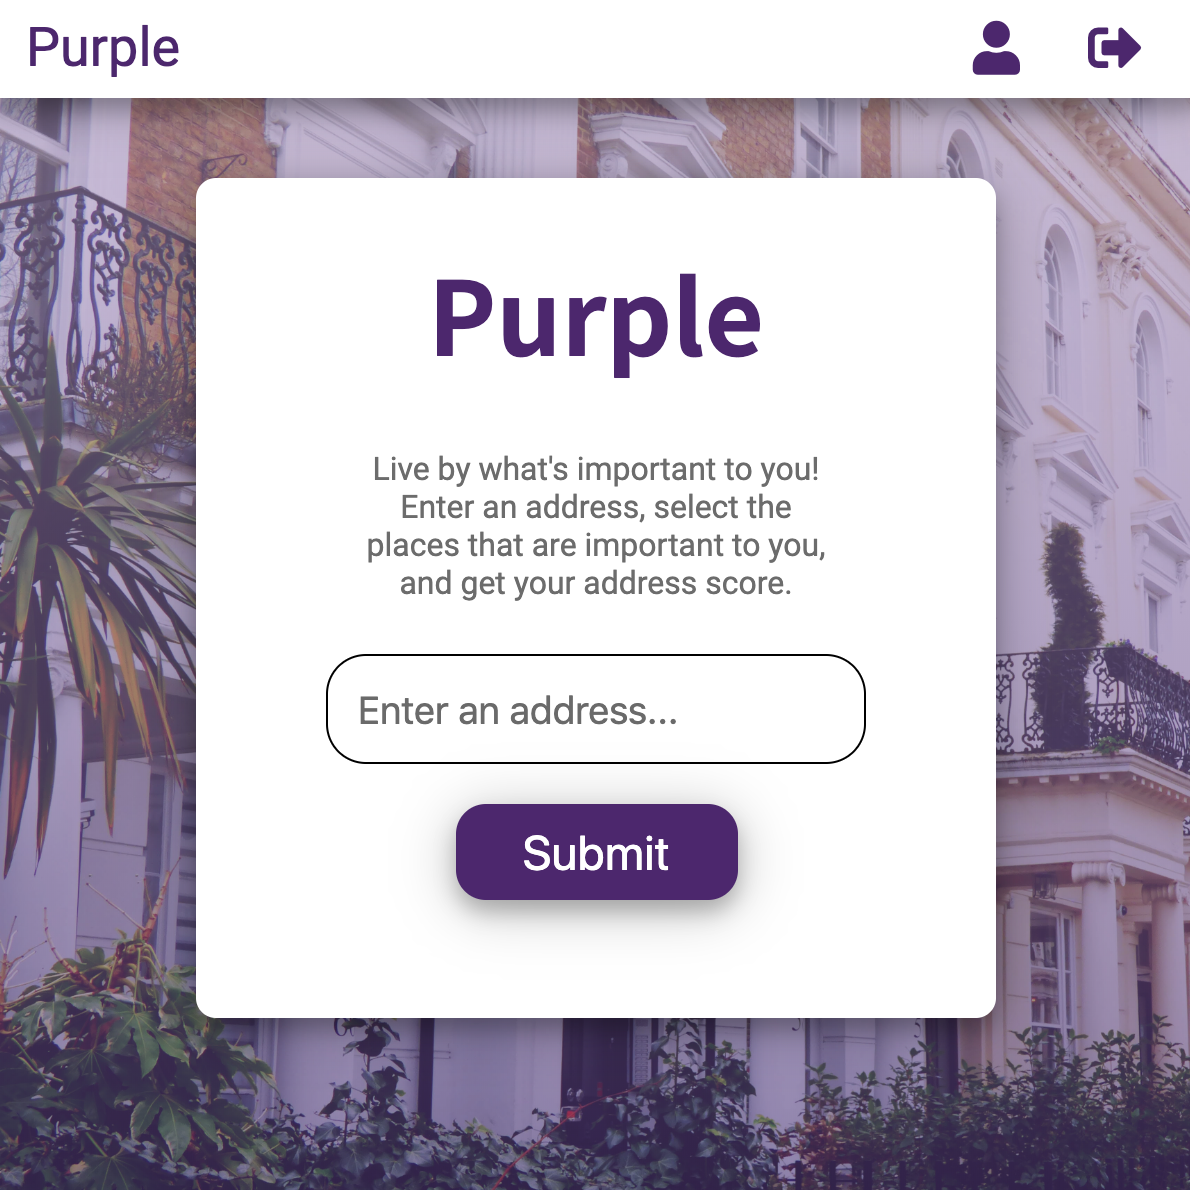 Purple
Purple
Live by what's important to you!
Enter an address, select the
places that are important to you,
and get your address score.
Enter an address...
Submit